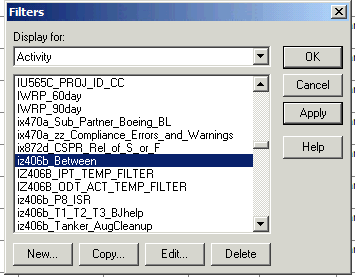 Filters
Display for:
Activity
OK
Cancel
Apply
Help
IU565C_PROJ_ID_CC
IWRP_60day
IWRP_90day
ix470a_Sub_Partner_Boeing_BL
ix470a_zz_Compliance_Errors_and_Warnings
ix872d_CSPR_Rel_of_S_or_F
iz406b_Between
IZ406B_IPT_TEMP_FILTER
IZ406B_ODT_ACT_TEMP_FILTER
iz406b_P8_ISR
iz406b_T1_T2_T3_BJhelp
iz406b_Tanker_AugCleanup
New...
Copy...
Edit...
Delete